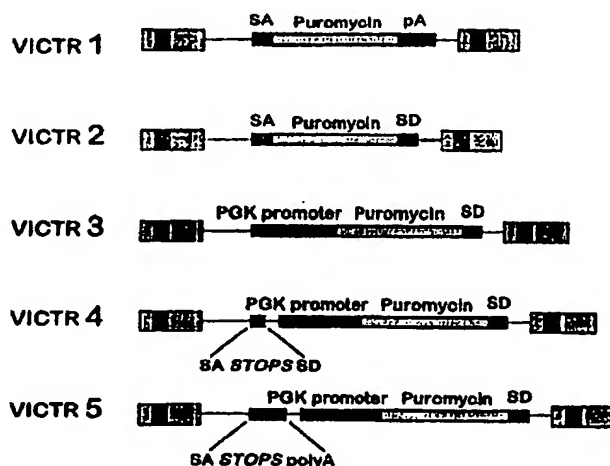 SA Puromycin pA
VICTR 1
SA Puromycin SD
VICTR 2
PGK promoter Puromycin SD
VICTR 3
PGK promoter Puromycin SD
VICTR 4
SA STOPS SD
PGK promoter Puromycin SD
VICTR 5
SA STOPS polyA